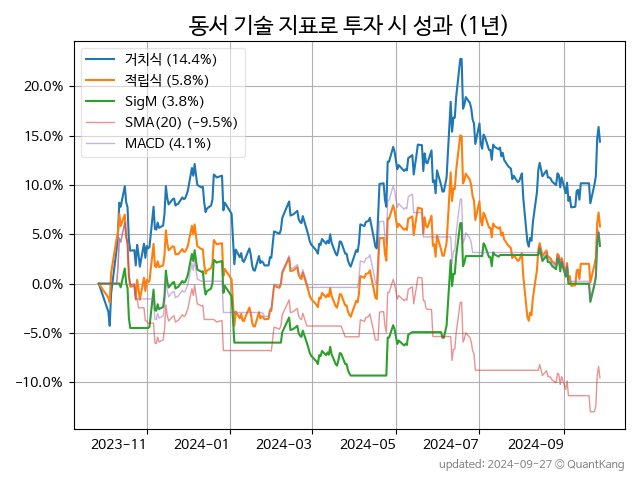 동서 기술 지표로 투자 시 성과 (1년)
거치식 (14.4%)
적립식 (5.8%)
SigM (3.8%)
SMA(20) (−9.5%)
MACD (4.1%)
20.0%
15.0%
10.0%
5.0%
0.0%
−5.0%
−10.0%
2023-11 2024-01 2024-03 2024-05 2024-07 2024-09
updated: 2024-09-27 © QuantKang